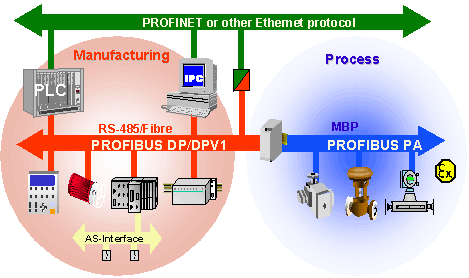 PROFINET or other Ethernet protocol
Manufacturing
Process
PLC
IPC
RS-485/Fibre
MBP
PROFIBUS DP/DPV1
PROFIBUS PA
Ex
AS-Interface